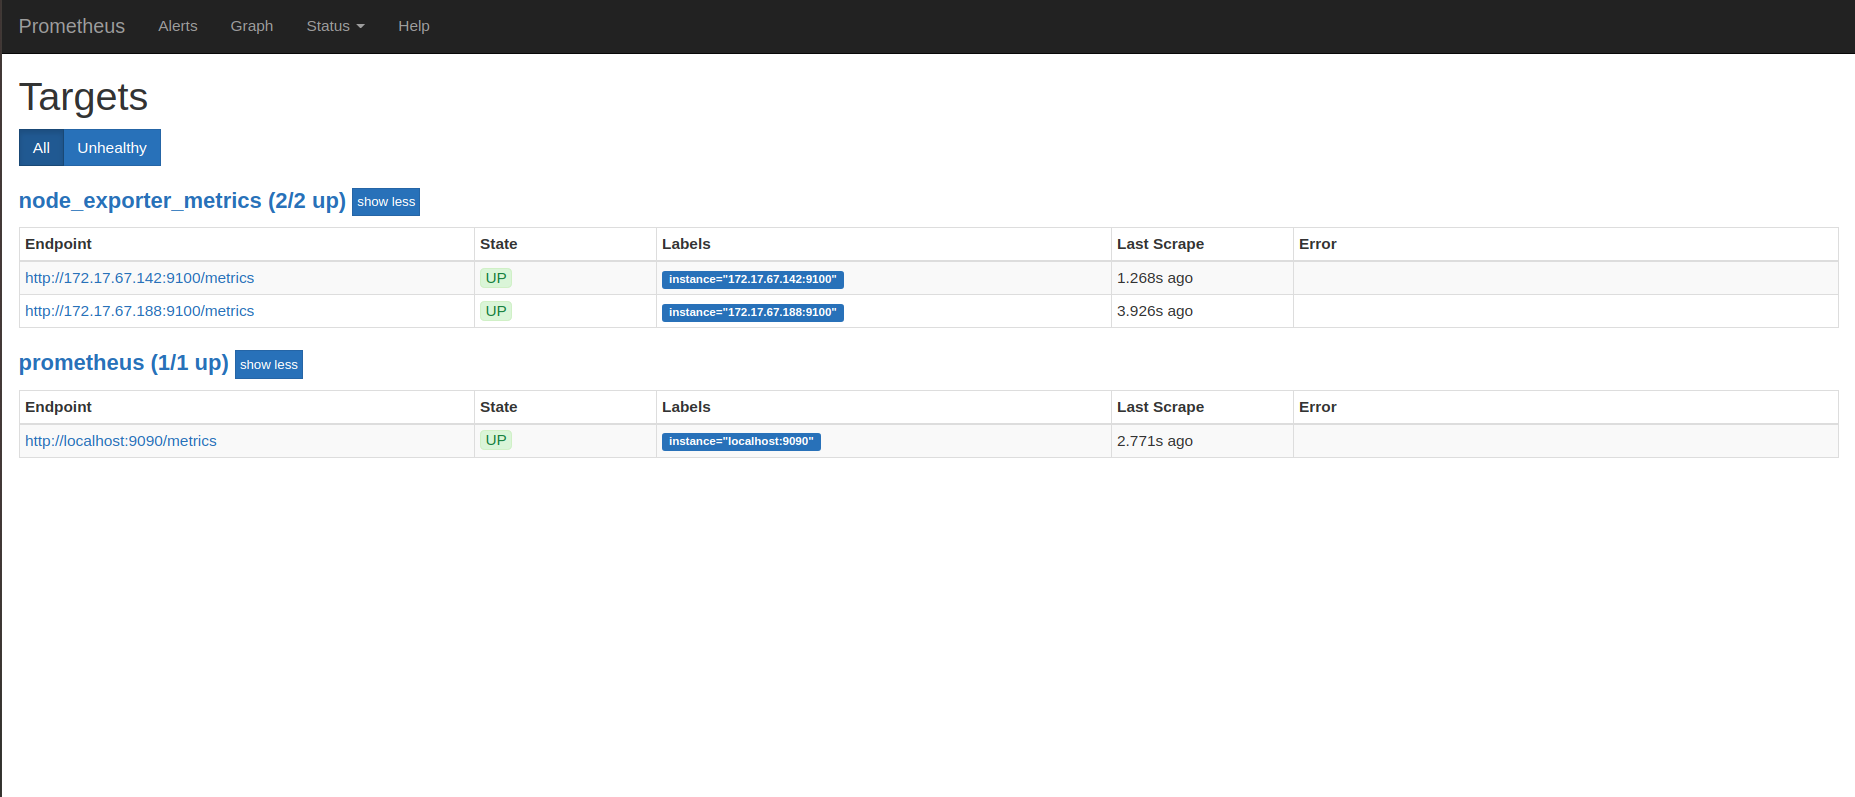 Prometheus Alerts Graph Status Help
Targets
All Unhealthy
node_exporter_metrics (2/2 up) show less
Endpoint State Labels Last Scrape Error
http://172.17.67.142:9100/metrics UP instance="172.17.67.142:9100" 1.268s ago
http://172.17.67.188:9100/metrics UP instance="172.17.67.188:9100" 3.926s ago
prometheus (1/1 up) show less
Endpoint State Labels Last Scrape Error
http://localhost:9090/metrics UP instance="localhost:9090" 2.771s ago